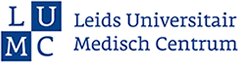 LU
MC
Leids Universitair
Medisch Centrum